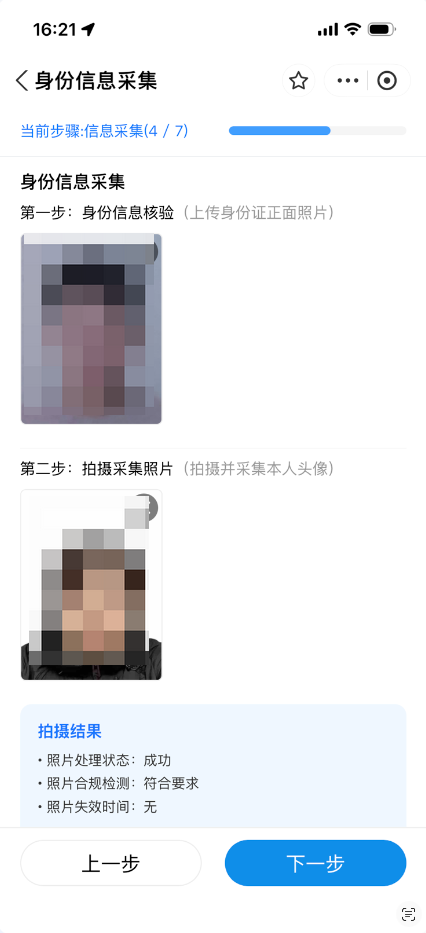 16:21
身份信息采集
当前步骤:信息采集(4 / 7)
身份信息采集
第一步：身份信息核验（上传身份证正面照片）
第二步：拍摄采集照片（拍摄并采集本人头像）
拍摄结果
• 照片处理状态：成功
• 照片合规检测：符合要求
• 照片失效时间：无
上一步
下一步